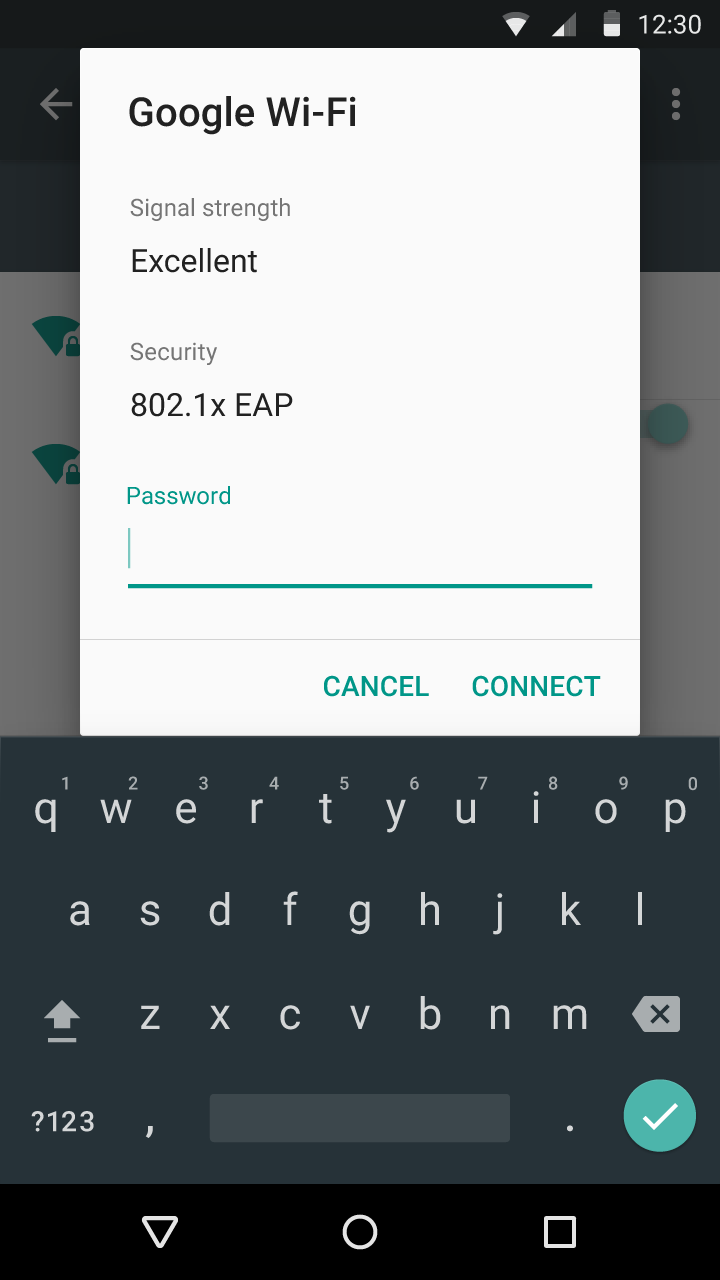 12:30
Google Wi-Fi
Signal strength
Excellent
Security
802.1x EAP
Password
CANCEL CONNECT
1 2 3 4 5 6 7 8 9 0
q w e r t y u i o p
a s d f g h j k l
z x c v b n m
?123 , .